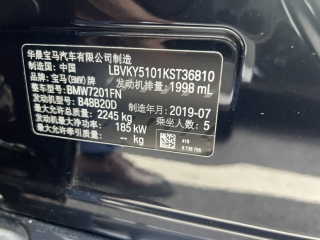 华晨宝马汽车有限公司制造
制造国: 中国 LBVKY5101KST36810
品牌: 宝马(BMW)牌 发动机排量: 1998 mL
整车型号: BMW7201FN
发动机型号: B48B20D 制造年月: 2019-07
最大允许总质量: 2245 kg 乘坐人数: 5
发动机最大净功率: 185 kW
最大允许牵引质量: -- kg